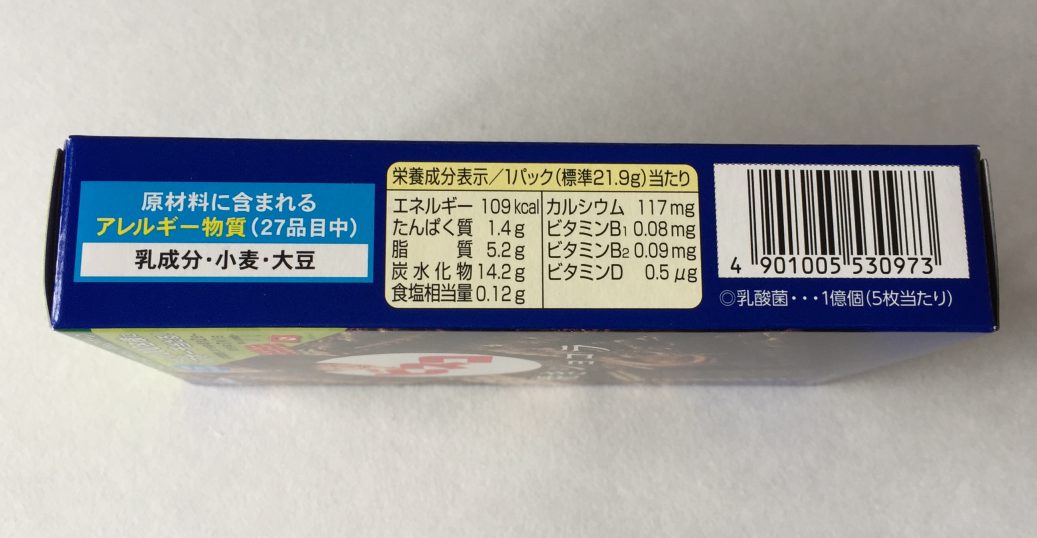 原材料に含まれる
アレルギー物質(27品目中)
乳成分・小麦・大豆
栄養成分表示／1パック(標準21.9g)当たり
エネルギー 109kcal
たんぱく質 1.4g
脂質 5.2g
炭水化物 14.2g
食塩相当量 0.12g
カルシウム 117mg
ビタミンB1 0.08mg
ビタミンB2 0.09mg
ビタミンD 0.5μg
4 901005 530973
◎乳酸菌・・・1億個(5枚当たり)